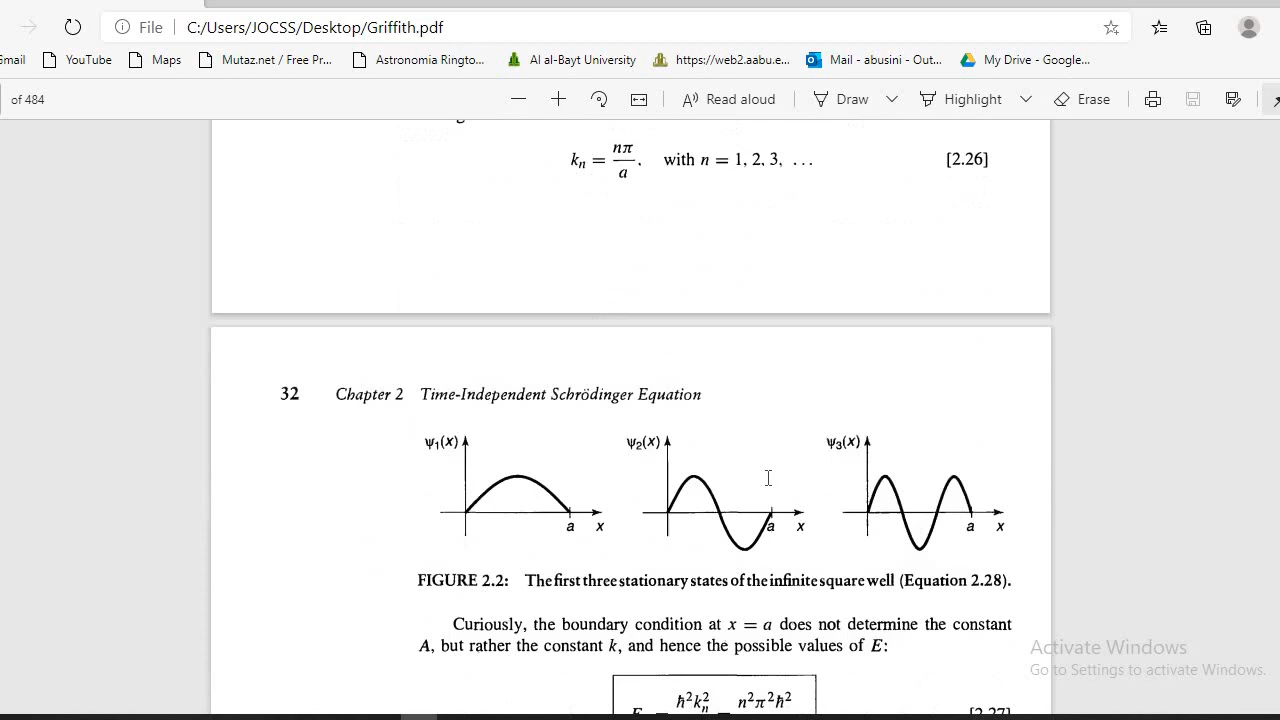 File C:/Users/JOCSS/Desktop/Griffith.pdf
Gmail YouTube Maps Mutaz.net / Free Pr... Astronomia Ringto... Al al-Bayt University https://web2.aabu.e... Mail - abusini - Out... My Drive - Google...
of 484 Read aloud Draw Highlight Erase
kₙ = nπ/a, with n = 1, 2, 3, ... [2.26]
32 Chapter 2 Time-Independent Schrödinger Equation
ψ₁(x) ψ₂(x) ψ₃(x)
a x a x a x
FIGURE 2.2: The first three stationary states of the infinite square well (Equation 2.28).
Curiously, the boundary condition at x = a does not determine the constant
A, but rather the constant k, and hence the possible values of E:
Activate Windows
Go to Settings to activate Windows.
ħ²kₙ² n²π²ħ²
[2.27]